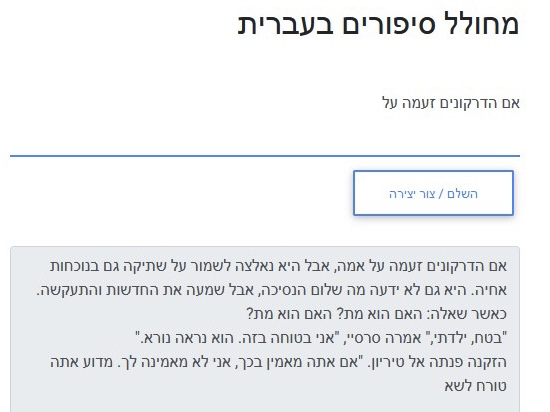 מחולל סיפורים בעברית
אם הדרקונים זעמה על
השלם / צור יצירה
אם הדרקונים זעמה על אמה, אבל היא נאלצה לשמור על שתיקה גם בנוכחות
אחיה. היא גם לא ידעה מה שלום הנסיכה, אבל שמעה את החדשות והתעקשה.
כאשר שאלה: האם הוא מת? האם הוא מת?
"בטח, ילדתי," אמרה סרסיי, "אני בטוחה בזה. הוא נראה נורא."
הזקנה פנתה אל טיריון. "אם אתה מאמין בכך, אני לא מאמינה לך. מדוע אתה
טורח לשא